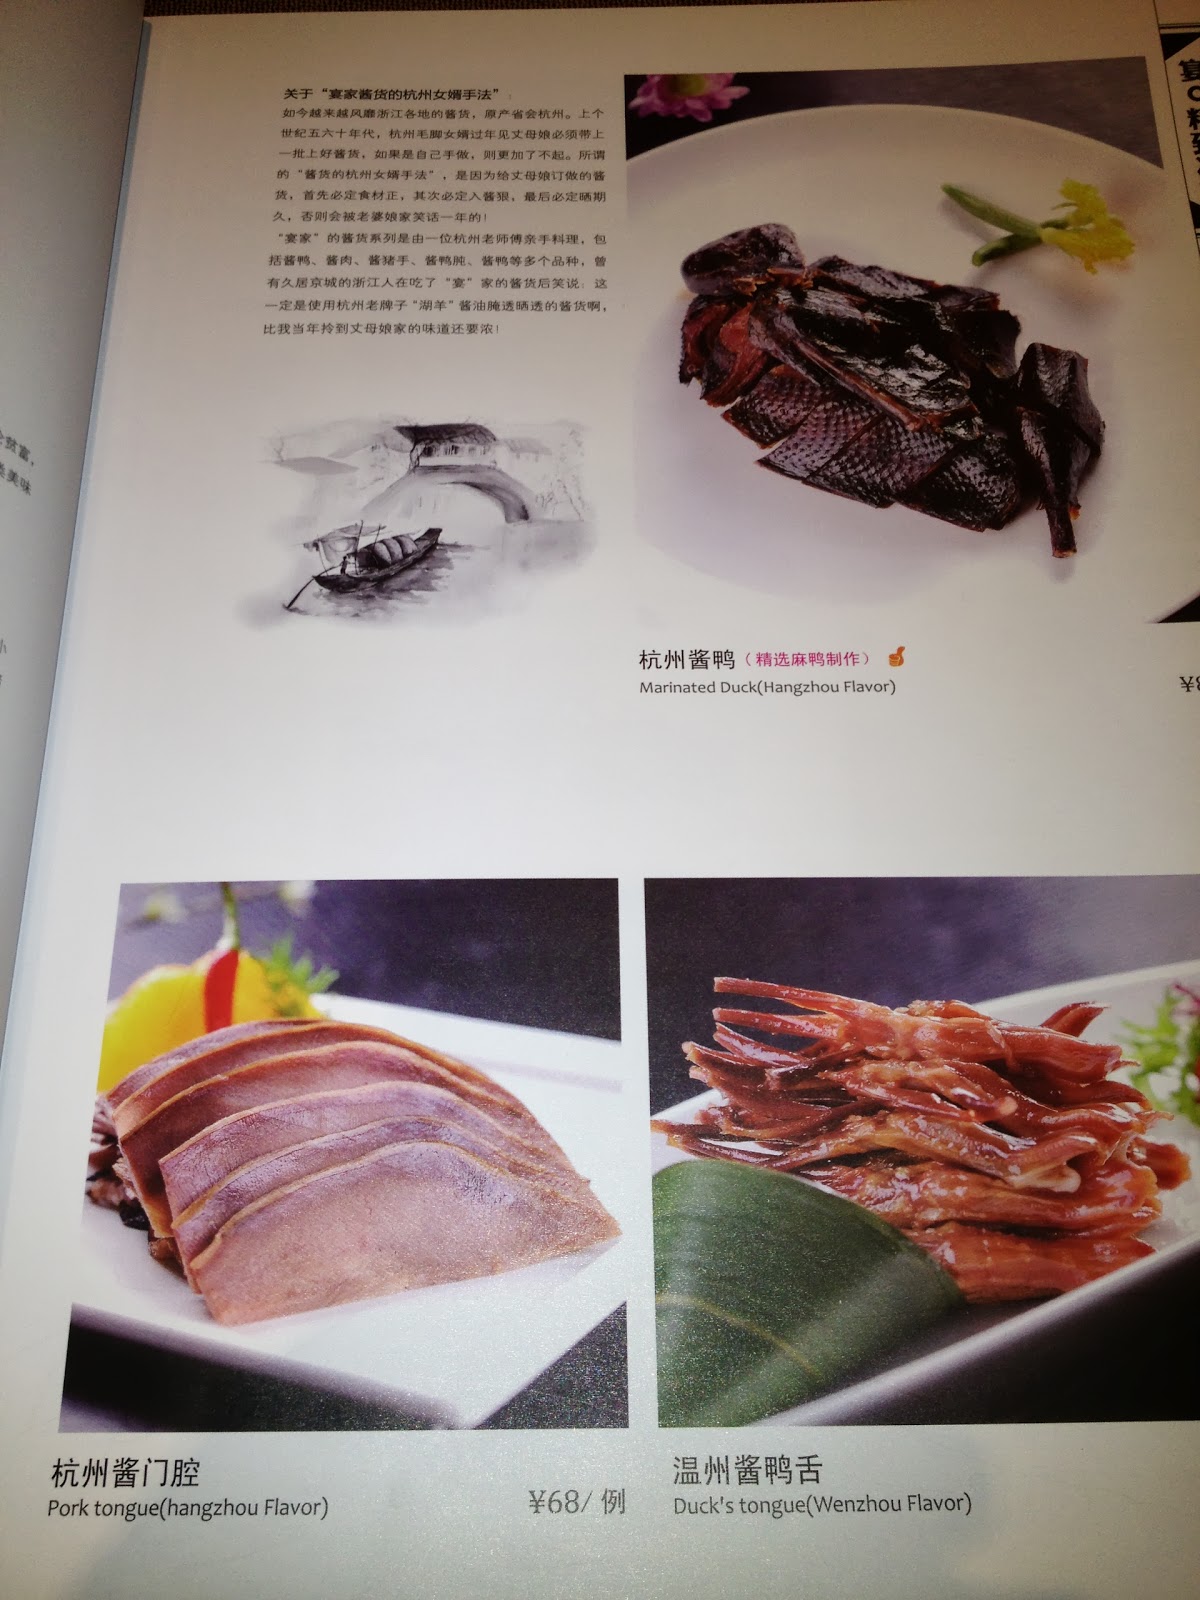 关于“宴家酱货的杭州女婿手法”:
如今越来越风靡浙江各地的酱货，原产省会杭州。上个
世纪五六十年代，杭州毛脚女婿过年见丈母娘必须带上
一批上好酱货，如果是自己手做，则更加了不起。所谓
的“酱货的杭州女婿手法”，是因为给丈母娘订做的酱
货，首先必定食材正，其次必定入酱狠，最后必定晒期
久，否则会被老婆娘家笑话一年的！
“宴家”的酱货系列是由一位杭州老师傅亲手料理，包
括酱鸭、酱肉、酱猪手、酱鸭肫、酱鸭等多个品种，曾
有久居京城的浙江人在吃了“宴”家的酱货后笑说：这
一定是使用杭州老牌子“湖羊”酱油腌透晒透的酱货啊，
比我当年拎到丈母娘家的味道还要浓！
杭州酱鸭（精选麻鸭制作）
Marinated Duck(Hangzhou Flavor)
杭州酱门腔
Pork tongue(hangzhou Flavor)
¥68/ 例
温州酱鸭舌
Duck's tongue(Wenzhou Flavor)
贫富，
美味
小
宴